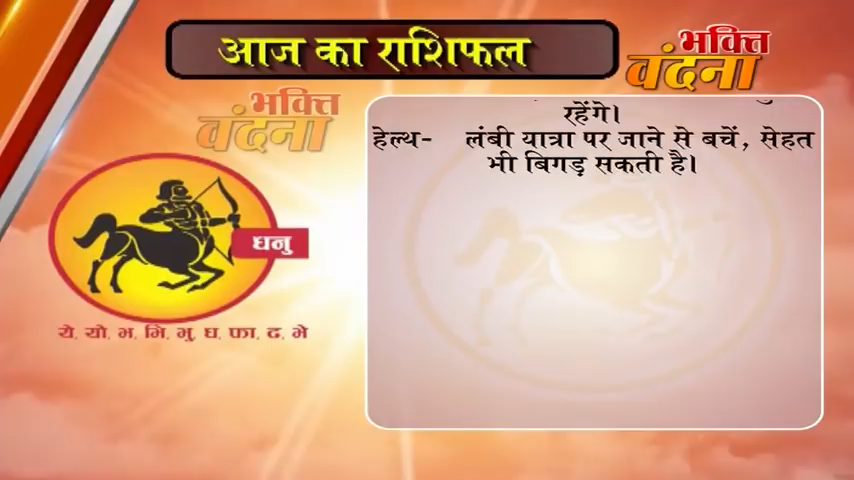 आज का राशिफल
भक्ति
वंदना
भक्ति
वंदना
रहेंगे।
हेल्थ- लंबी यात्रा पर जाने से बचें, सेहत
भी बिगड़ सकती है।
धनु
ये, यो, भ, भि, भु, ध, फा, ढ, भे